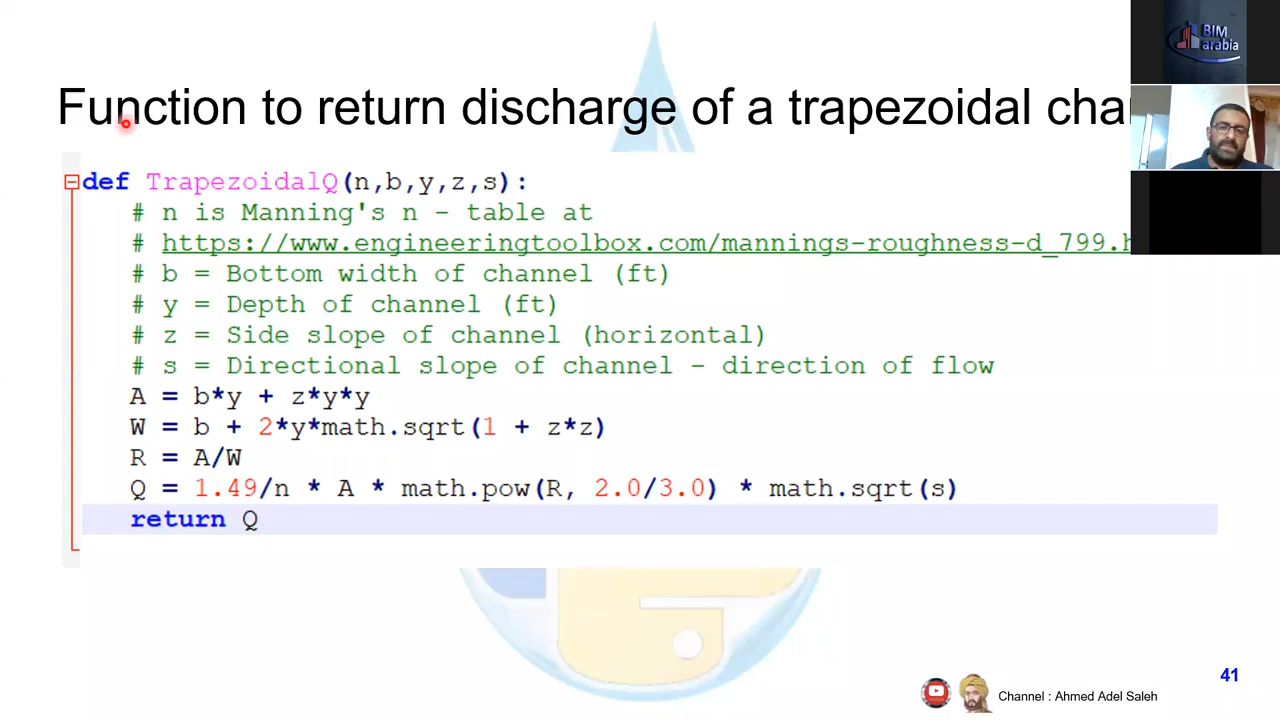 BIM
arabia
Function to return discharge of a trapezoidal
def TrapezoidalQ(n,b,y,z,s):
# n is Manning's n - table at
# https://www.engineeringtoolbox.com/mannings-roughness-d_799.h
# b = Bottom width of channel (ft)
# y = Depth of channel (ft)
# z = Side slope of channel (horizontal)
# s = Directional slope of channel - direction of flow
A = b*y + z*y*y
W = b + 2*y*math.sqrt(1 + z*z)
R = A/W
Q = 1.49/n * A * math.pow(R, 2.0/3.0) * math.sqrt(s)
return Q
41
Channel : Ahmed Adel Saleh